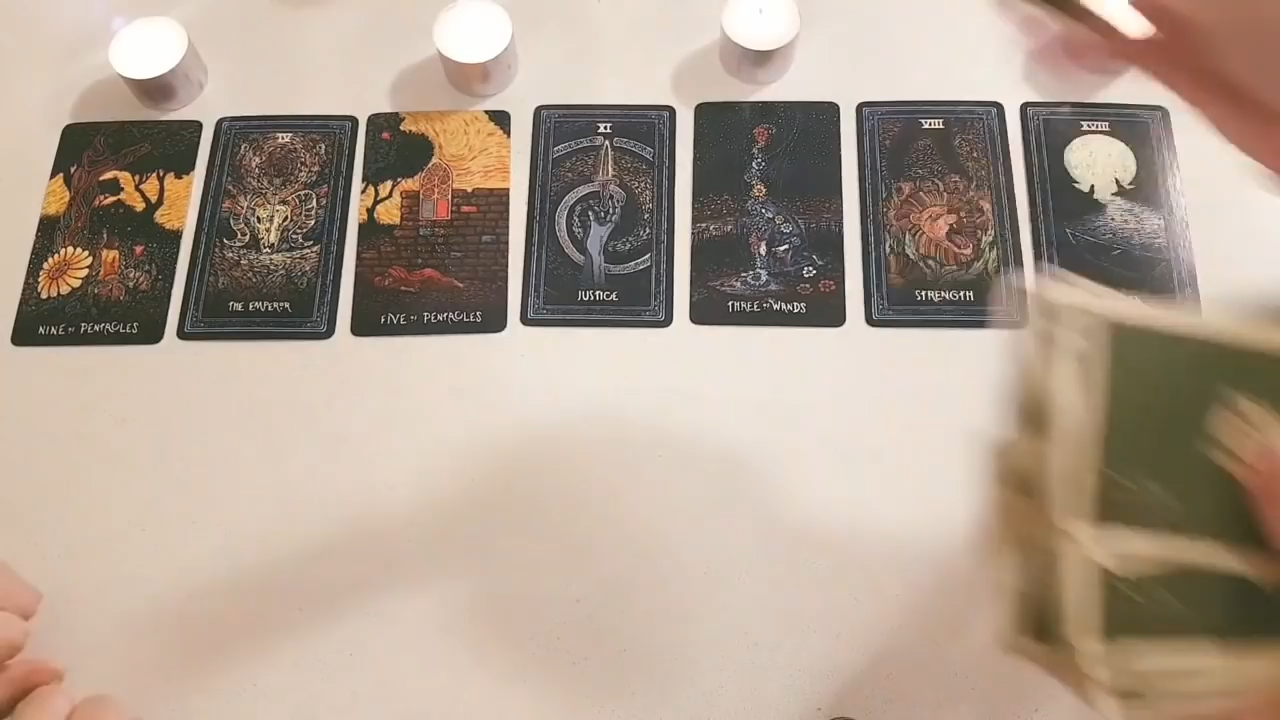 NINE OF PENTACLES
IV
THE EMPEROR
FIVE OF PENTACLES
XI
JUSTICE
THREE OF WANDS
VIII
STRENGTH
XVIII